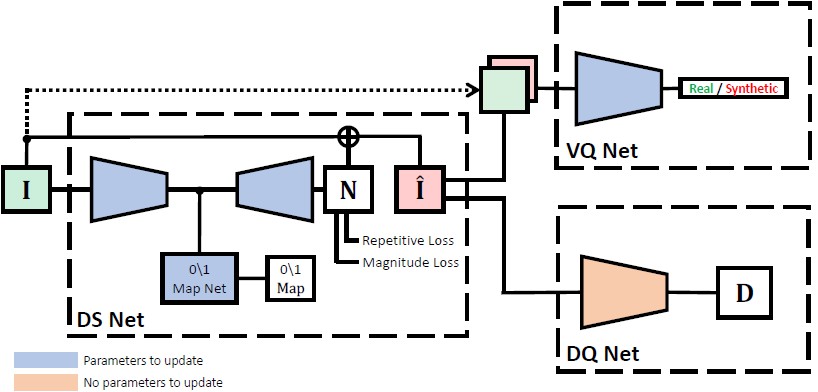 Real / Synthetic
VQ Net
DS Net
I
N
Î
Repetitive Loss
Magnitude Loss
0\1
Map Net
0\1
Map
D
DQ Net
Parameters to update
No parameters to update